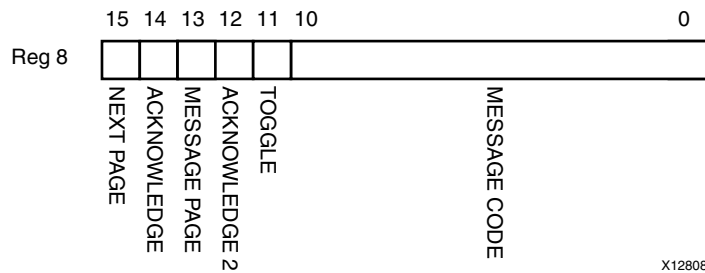 15 14 13 12 11 10 0
Reg 8
NEXT PAGE
ACKNOWLEDGE
MESSAGE PAGE
ACKNOWLEDGE 2
TOGGLE
MESSAGE CODE
X12808